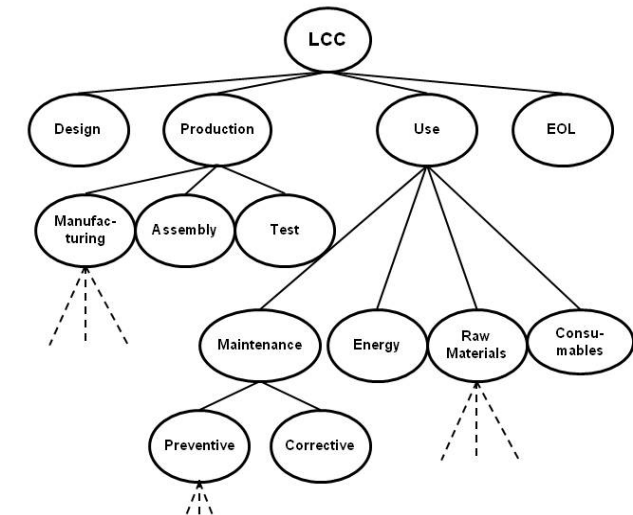 LCC
Design
Production
Use
EOL
Manufac-
turing
Assembly
Test
Maintenance
Energy
Raw
Materials
Consu-
mables
Preventive
Corrective